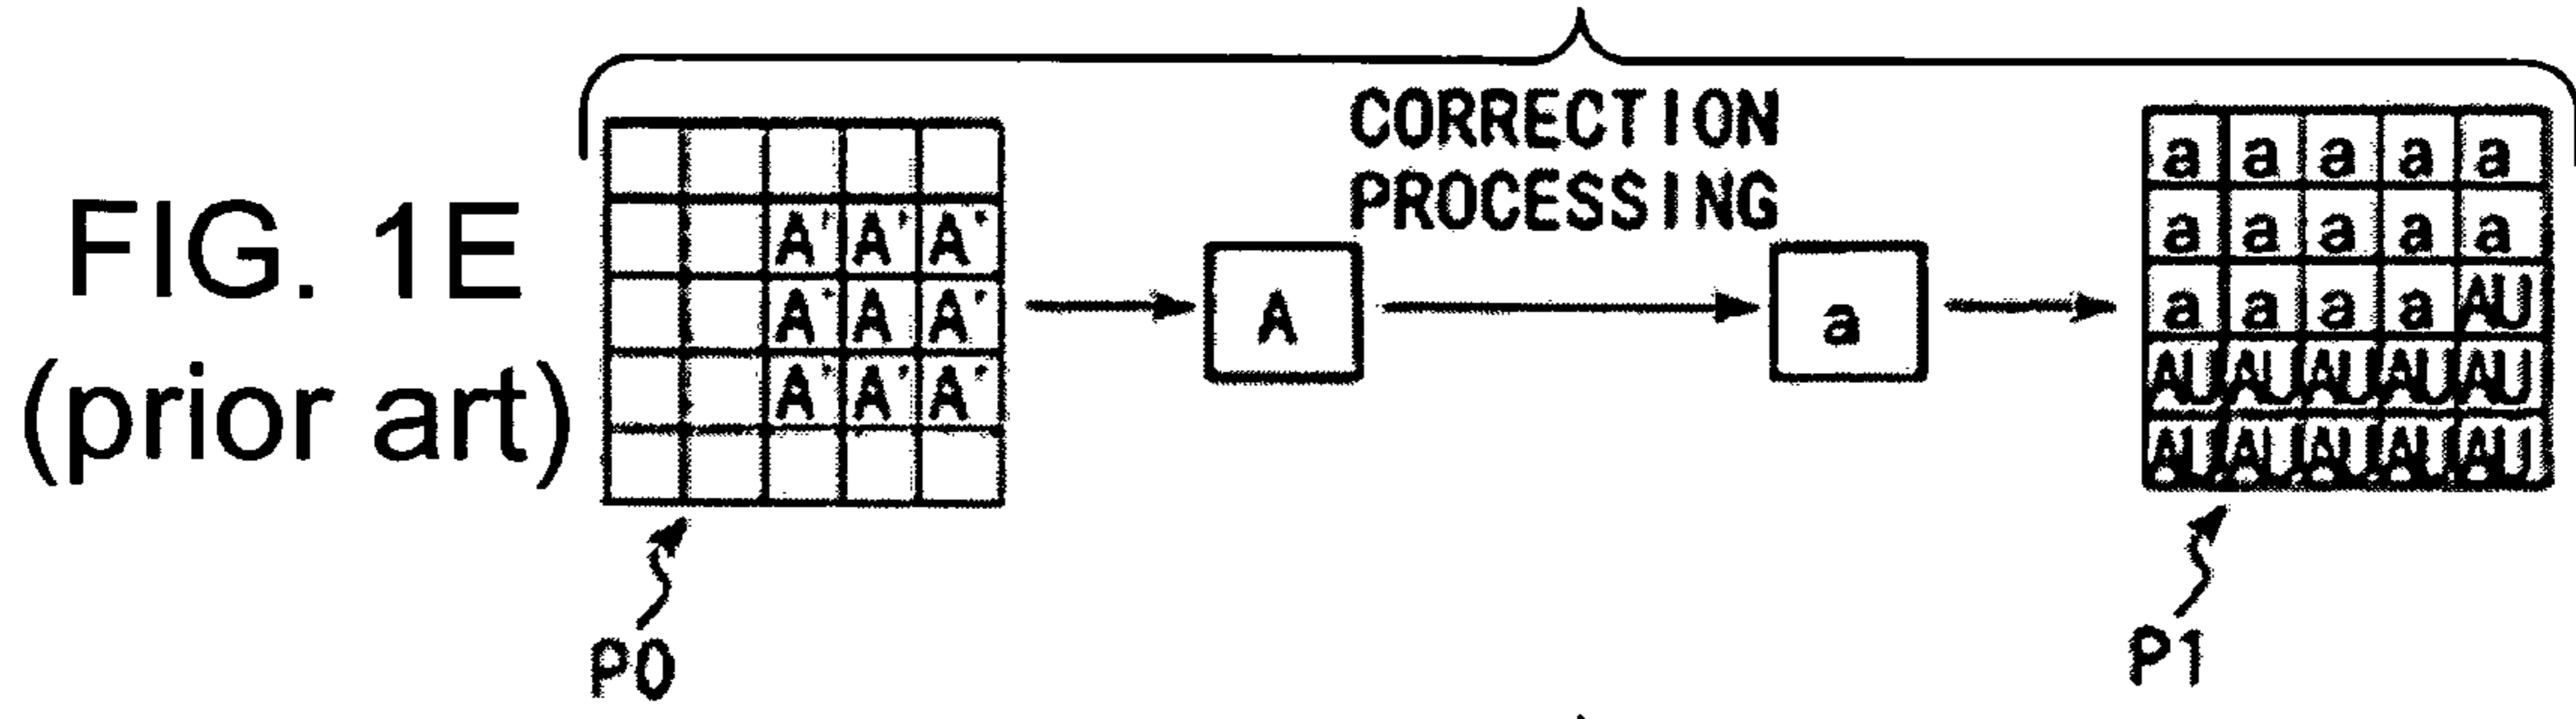 FIG. 1E
(prior art)
CORRECTION
PROCESSING
A' A' A'
A' A A'
A' A' A'
A
a
a a a a a
a a a a a
a a a a AU
AU AU AU AU AU
AU AU AU AU AU
P0
P1